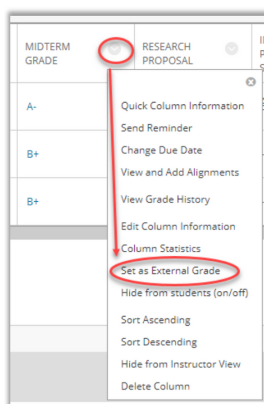 MIDTERM
GRADE
RESEARCH
PROPOSAL
A-
B+
B+
Quick Column Information
Send Reminder
Change Due Date
View and Add Alignments
View Grade History
Edit Column Information
Column Statistics
Set as External Grade
Hide from students (on/off)
Sort Ascending
Sort Descending
Hide from Instructor View
Delete Column